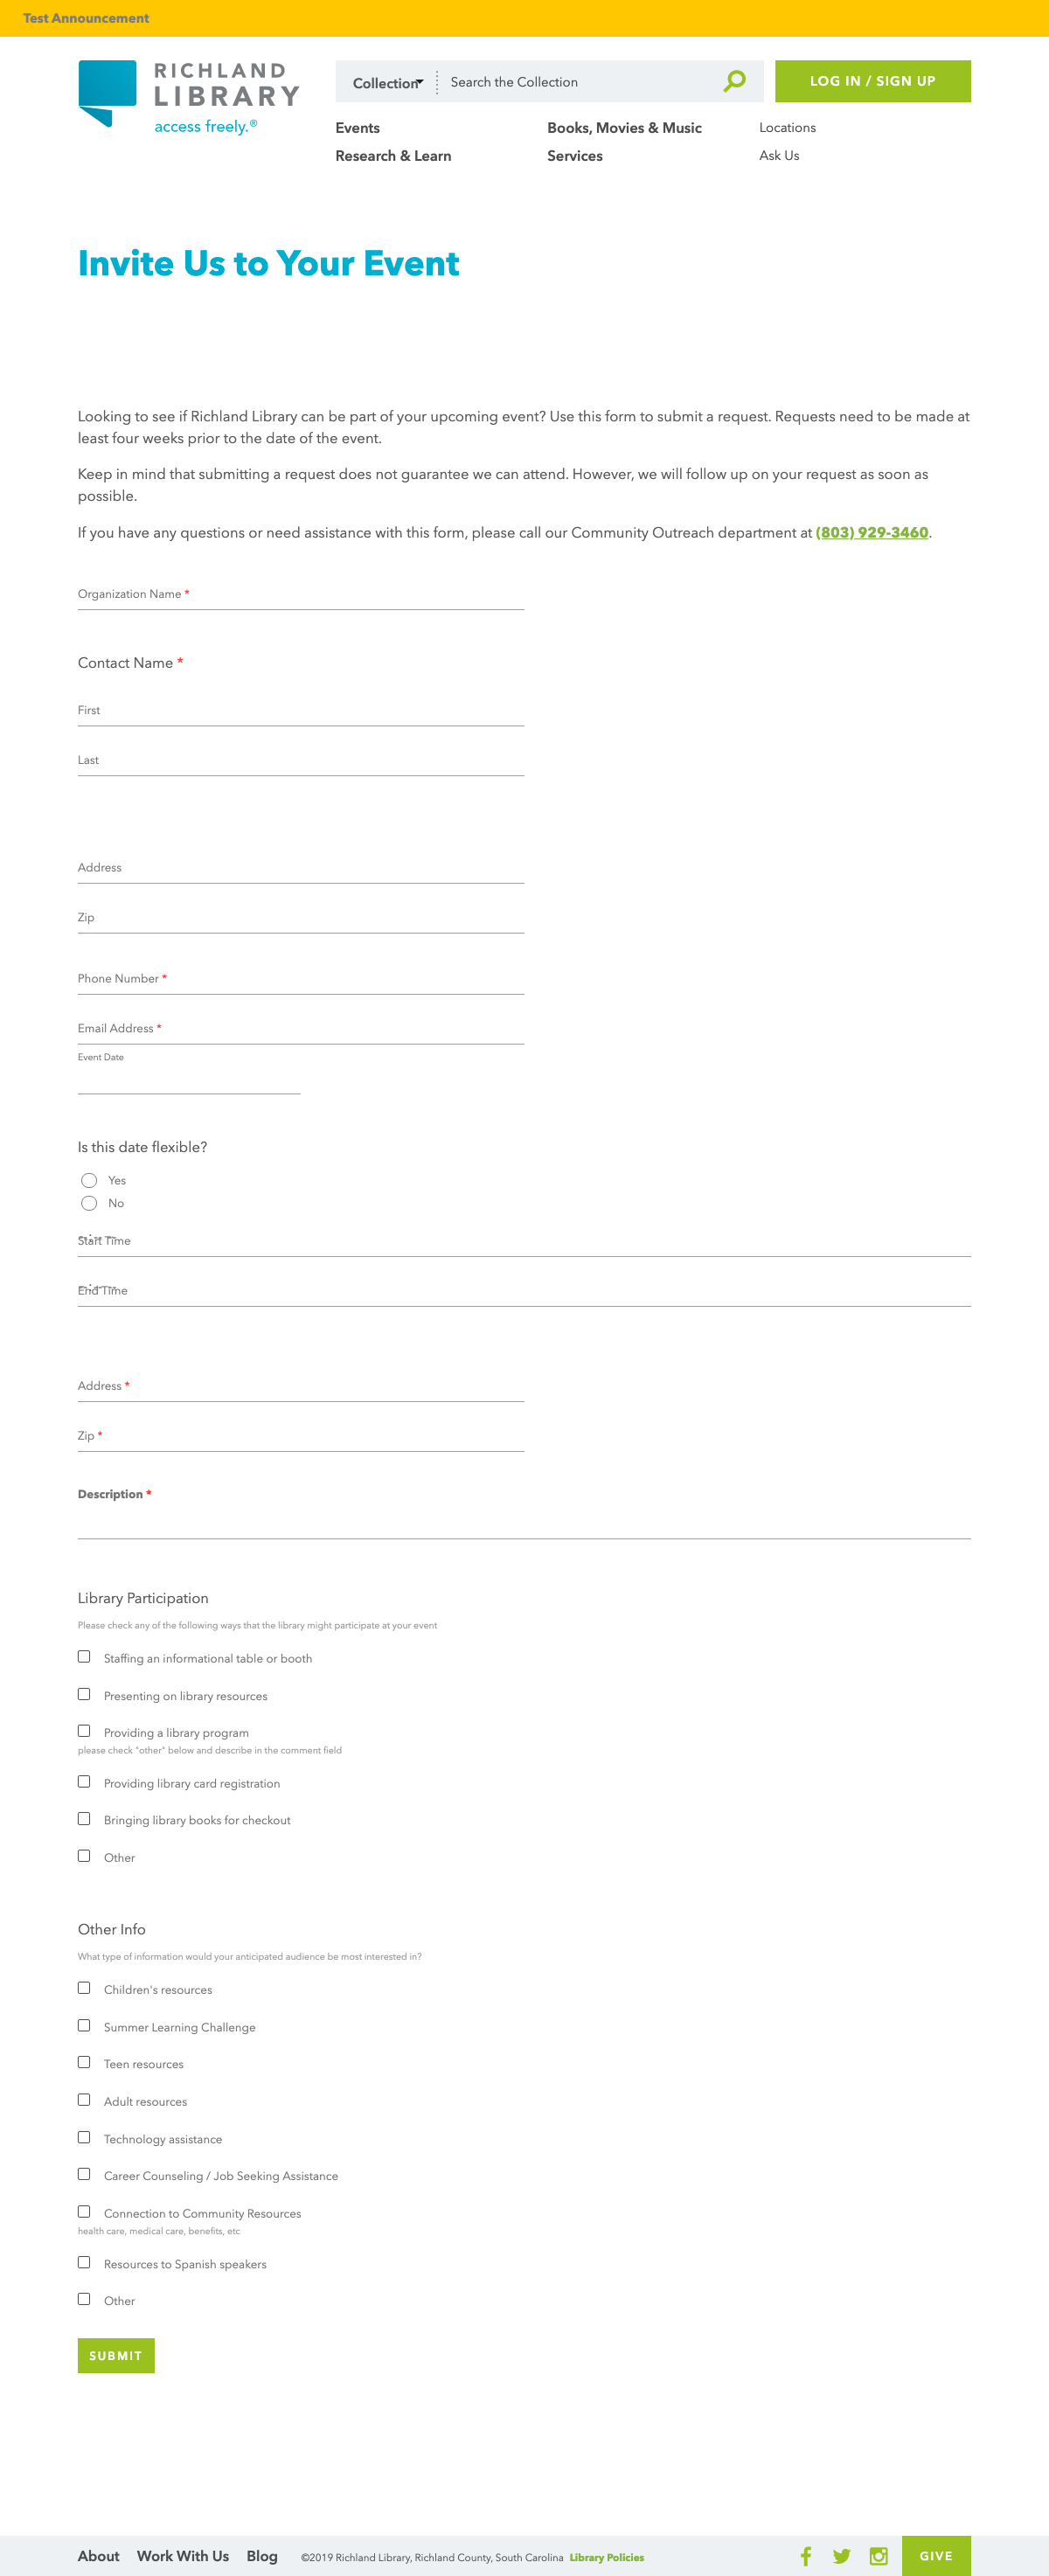 Test Announcement
RICHLAND
LIBRARY
access freely.®
Collection
Search the Collection
LOG IN / SIGN UP
Events
Books, Movies & Music
Locations
Research & Learn
Services
Ask Us
Invite Us to Your Event
Looking to see if Richland Library can be part of your upcoming event? Use this form to submit a request. Requests need to be made at
least four weeks prior to the date of the event.
Keep in mind that submitting a request does not guarantee we can attend. However, we will follow up on your request as soon as
possible.
If you have any questions or need assistance with this form, please call our Community Outreach department at (803) 929-3460.
Organization Name *
Contact Name *
First
Last
Address
Zip
Phone Number *
Email Address *
Event Date
Is this date flexible?
Yes
No
Start Time
End Time
Address *
Zip *
Description *
Library Participation
Please check any of the following ways that the library might participate at your event
Staffing an informational table or booth
Presenting on library resources
Providing a library program
please check "other" below and describe in the comment field
Providing library card registration
Bringing library books for checkout
Other
Other Info
What type of information would your anticipated audience be most interested in?
Children's resources
Summer Learning Challenge
Teen resources
Adult resources
Technology assistance
Career Counseling / Job Seeking Assistance
Connection to Community Resources
health care, medical care, benefits, etc
Resources to Spanish speakers
Other
SUBMIT
About
Work With Us
Blog
©2019 Richland Library, Richland County, South Carolina Library Policies
GIVE